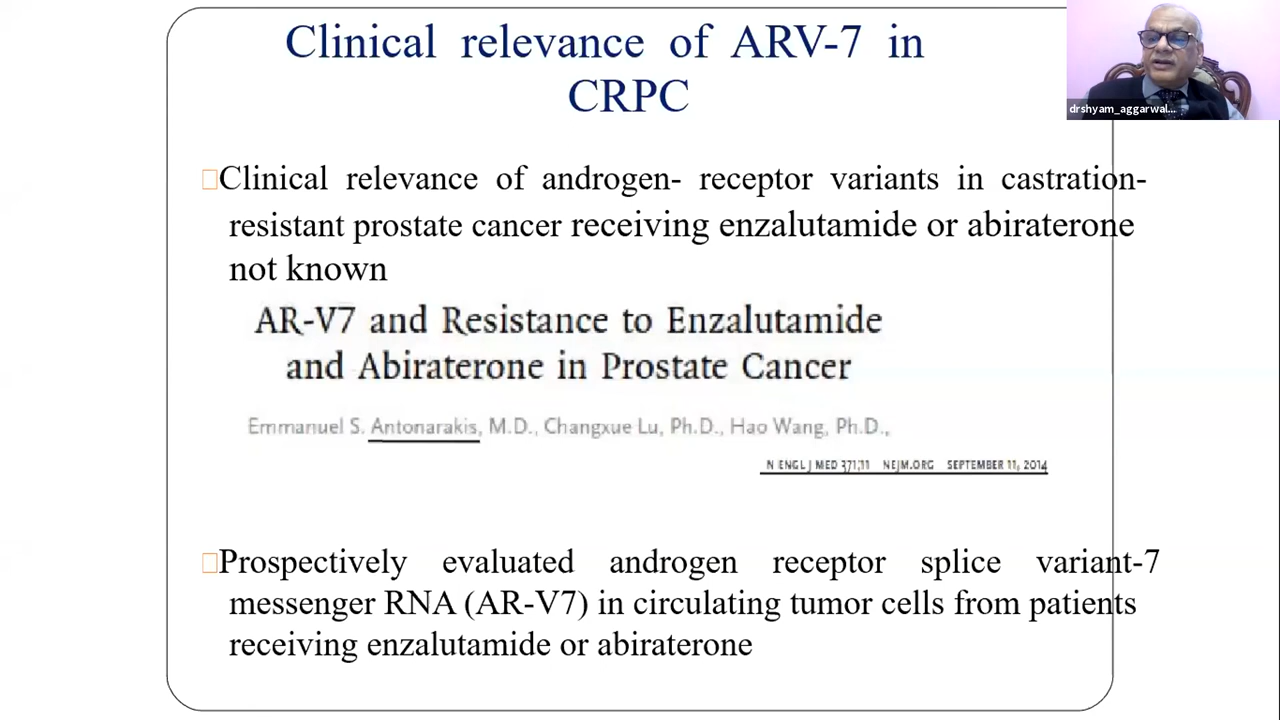 Clinical relevance of ARV-7 in
CRPC
drshyam_aggarwal...
Clinical relevance of androgen- receptor variants in castration-
resistant prostate cancer receiving enzalutamide or abiraterone
not known
AR-V7 and Resistance to Enzalutamide
and Abiraterone in Prostate Cancer
Emmanuel S. Antonarakis, M.D., Changxue Lu, Ph.D., Hao Wang, Ph.D.,
N ENGL J MED 371;11 NEJM.ORG SEPTEMBER 11, 2014
Prospectively evaluated androgen receptor splice variant-7
messenger RNA (AR-V7) in circulating tumor cells from patients
receiving enzalutamide or abiraterone